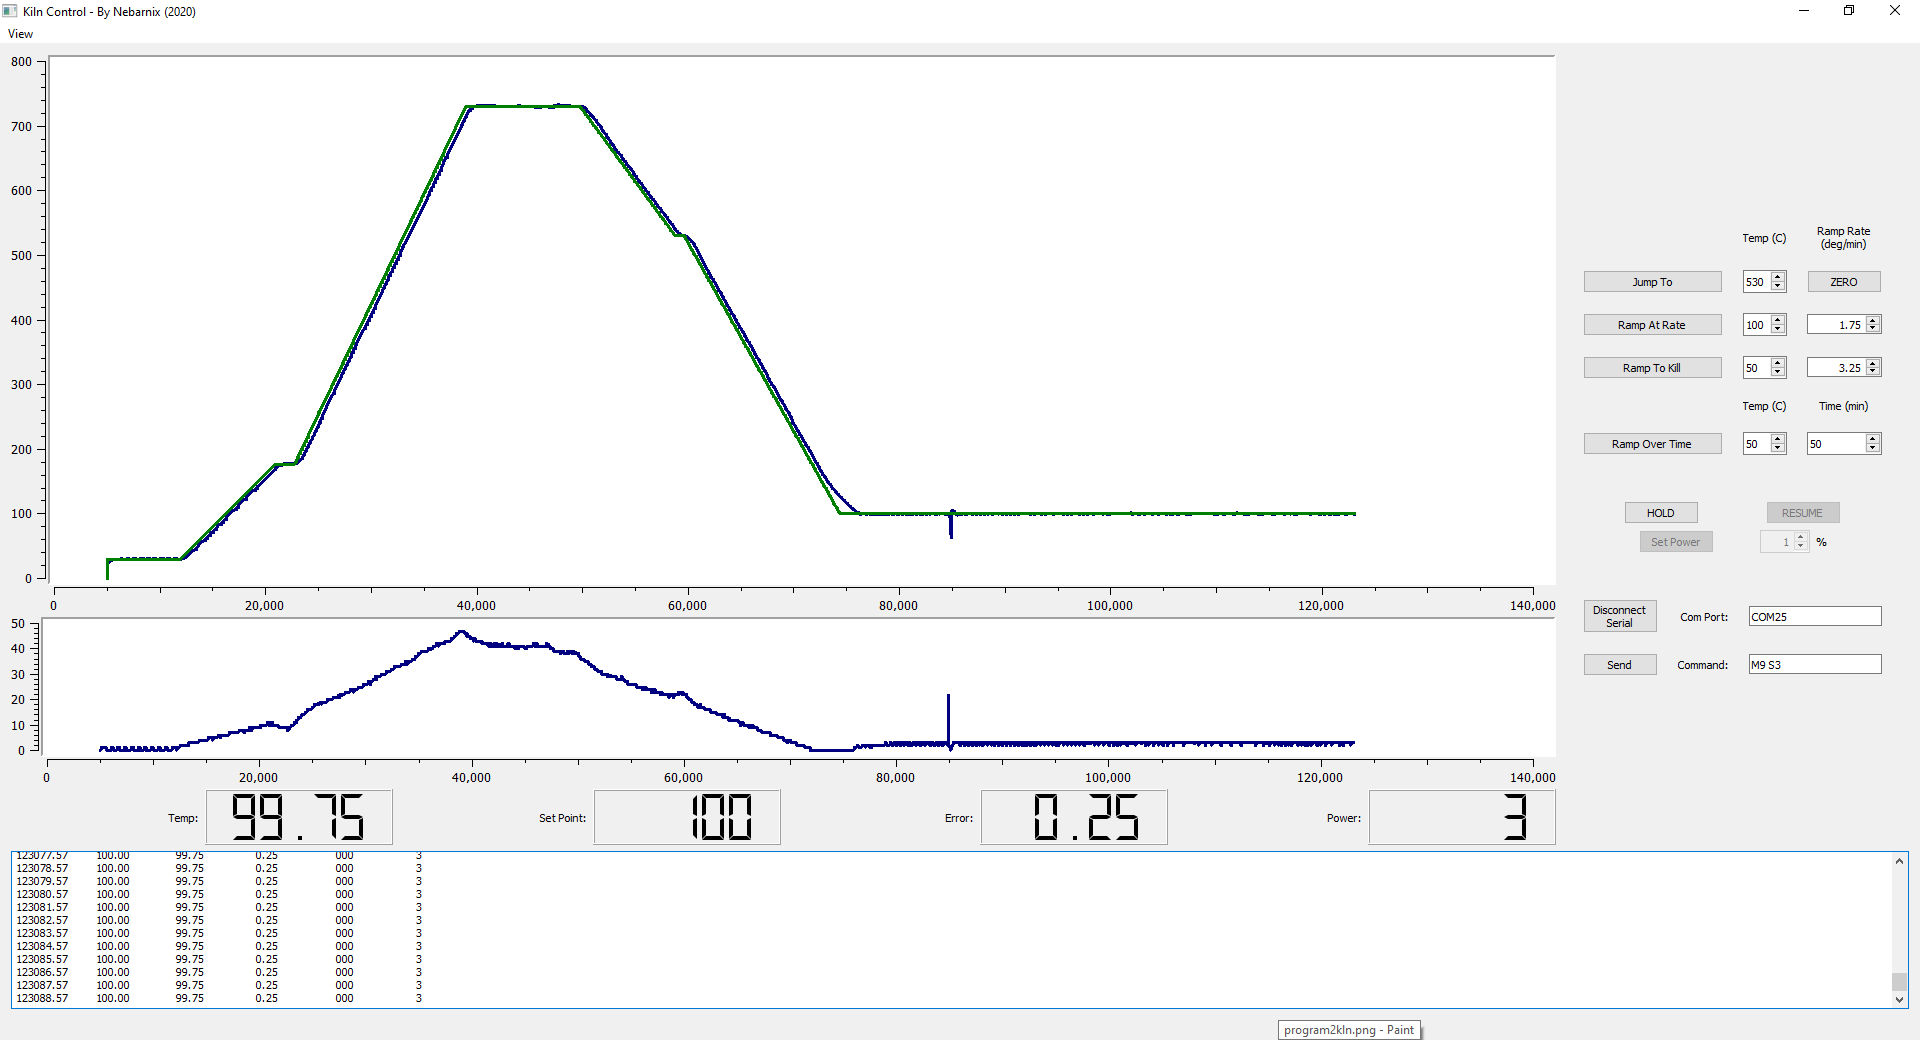 Kiln Control - By Nebarnix (2020)
View
800
700
600
500
400
300
200
100
0
0 20,000 40,000 60,000 80,000 100,000 120,000 140,000
50
40
30
20
10
0
0 20,000 40,000 60,000 80,000 100,000 120,000 140,000
Temp (C) Ramp Rate
(deg/min)
Jump To 530 ZERO
Ramp At Rate 100 1.75
Ramp To Kill 50 3.25
Temp (C) Time (min)
Ramp Over Time 50 50
HOLD RESUME
Set Power 1 %
Disconnect
Serial Com Port: COM25
Send Command: M9 S3
Temp: 99.75 Set Point: 100 Error: 0.25 Power: 3
123077.57 100.00 99.75 0.25 000 3
123078.57 100.00 99.75 0.25 000 3
123079.57 100.00 99.75 0.25 000 3
123080.57 100.00 99.75 0.25 000 3
123081.57 100.00 99.75 0.25 000 3
123082.57 100.00 99.75 0.25 000 3
123083.57 100.00 99.75 0.25 000 3
123084.57 100.00 99.75 0.25 000 3
123085.57 100.00 99.75 0.25 000 3
123086.57 100.00 99.75 0.25 000 3
123087.57 100.00 99.75 0.25 000 3
123088.57 100.00 99.75 0.25 000 3
program2kln.png - Paint